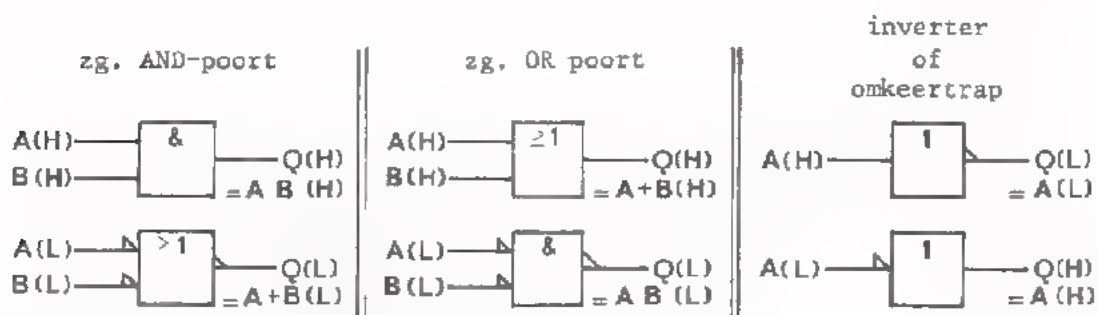 zg. AND-poort
A(H)
B(H)
&
Q(H)
= A B (H)
A(L)
B(L)
>1
Q(L)
= A+B(L)
zg. OR poort
A(H)
B(H)
≥1
Q(H)
= A+B(H)
A(L)
B(L)
&
Q(L)
= A B (L)
inverter
of
omkeertrap
A(H)
1
Q(L)
= A(L)
A(L)
1
Q(H)
= A(H)